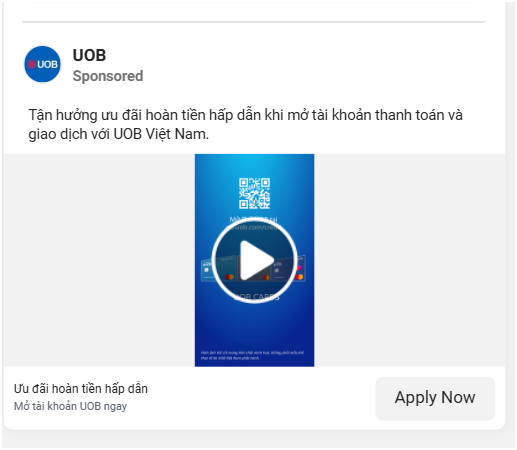 UOB
UOB
Sponsored
Tận hưởng ưu đãi hoàn tiền hấp dẫn khi mở tài khoản thanh toán và
giao dịch với UOB Việt Nam.
CARDS
Ưu đãi hoàn tiền hấp dẫn
Mở tài khoản UOB ngay
Apply Now